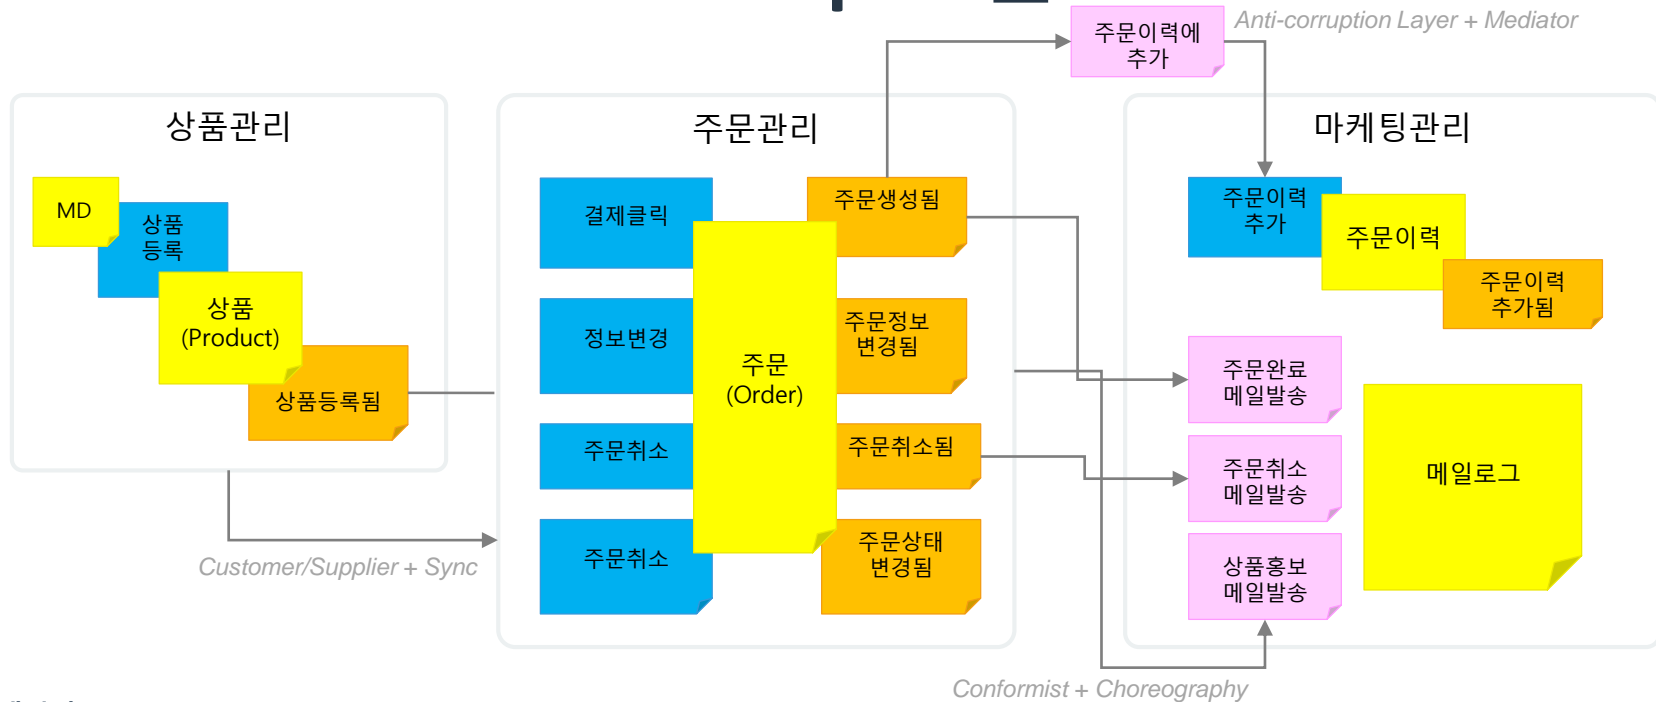 주문이력에
추가
Anti-corruption Layer + Mediator
상품관리
MD
상품
등록
상품
(Product)
상품등록됨
Customer/Supplier + Sync
주문관리
결제클릭
주문생성됨
정보변경
주문정보
변경됨
주문
(Order)
주문취소
주문취소됨
주문취소
주문상태
변경됨
마케팅관리
주문이력
추가
주문이력
주문이력
추가됨
주문완료
메일발송
주문취소
메일발송
상품홍보
메일발송
메일로그
Conformist + Choreography